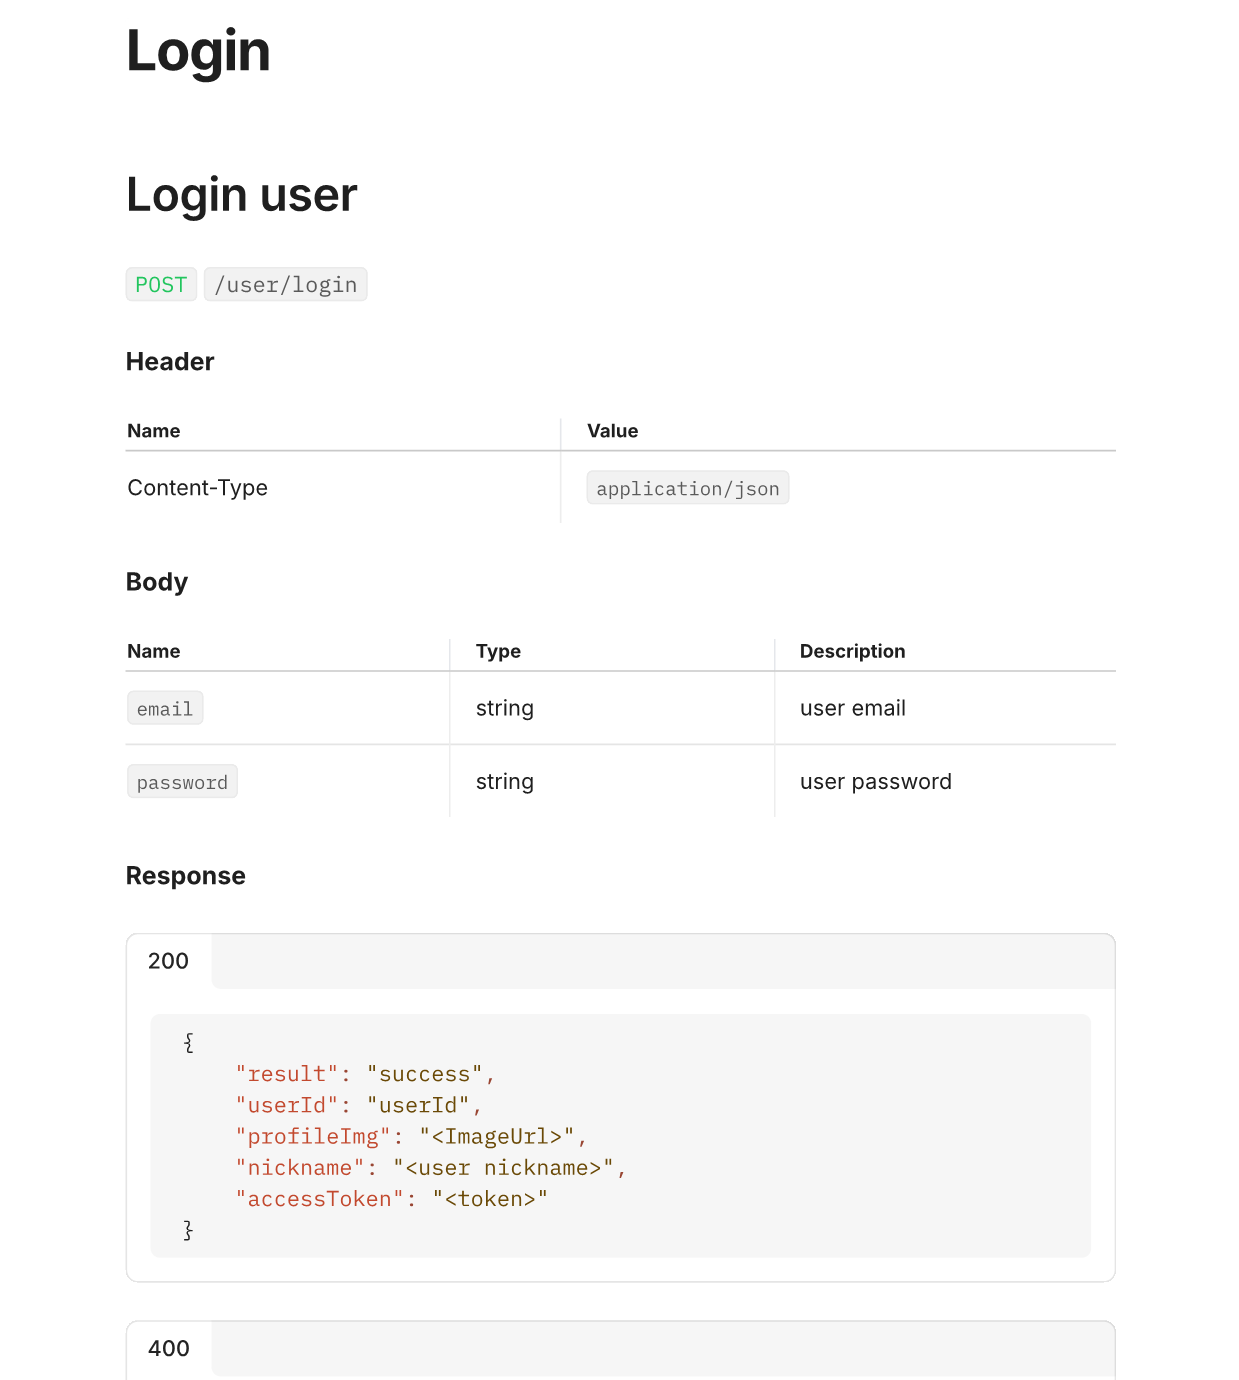 Login
Login user
POST /user/login
Header
Name Value
Content-Type application/json
Body
Name Type Description
email string user email
password string user password
Response
200
{
    "result": "success",
    "userId": "userId",
    "profileImg": "<ImageUrl>",
    "nickname": "<user nickname>",
    "accessToken": "<token>"
}
400